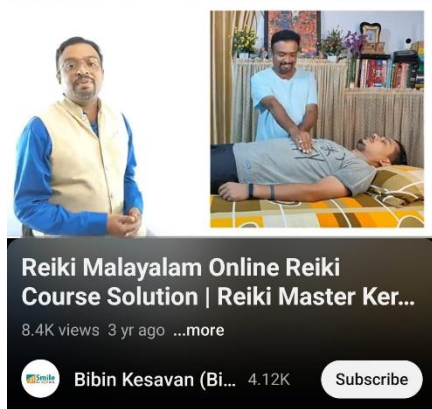 Reiki Malayalam Online Reiki
Course Solution | Reiki Master Ker...
8.4K views 3 yr ago ...more
Smile
Bibin Kesavan (Bi... 4.12K
Subscribe